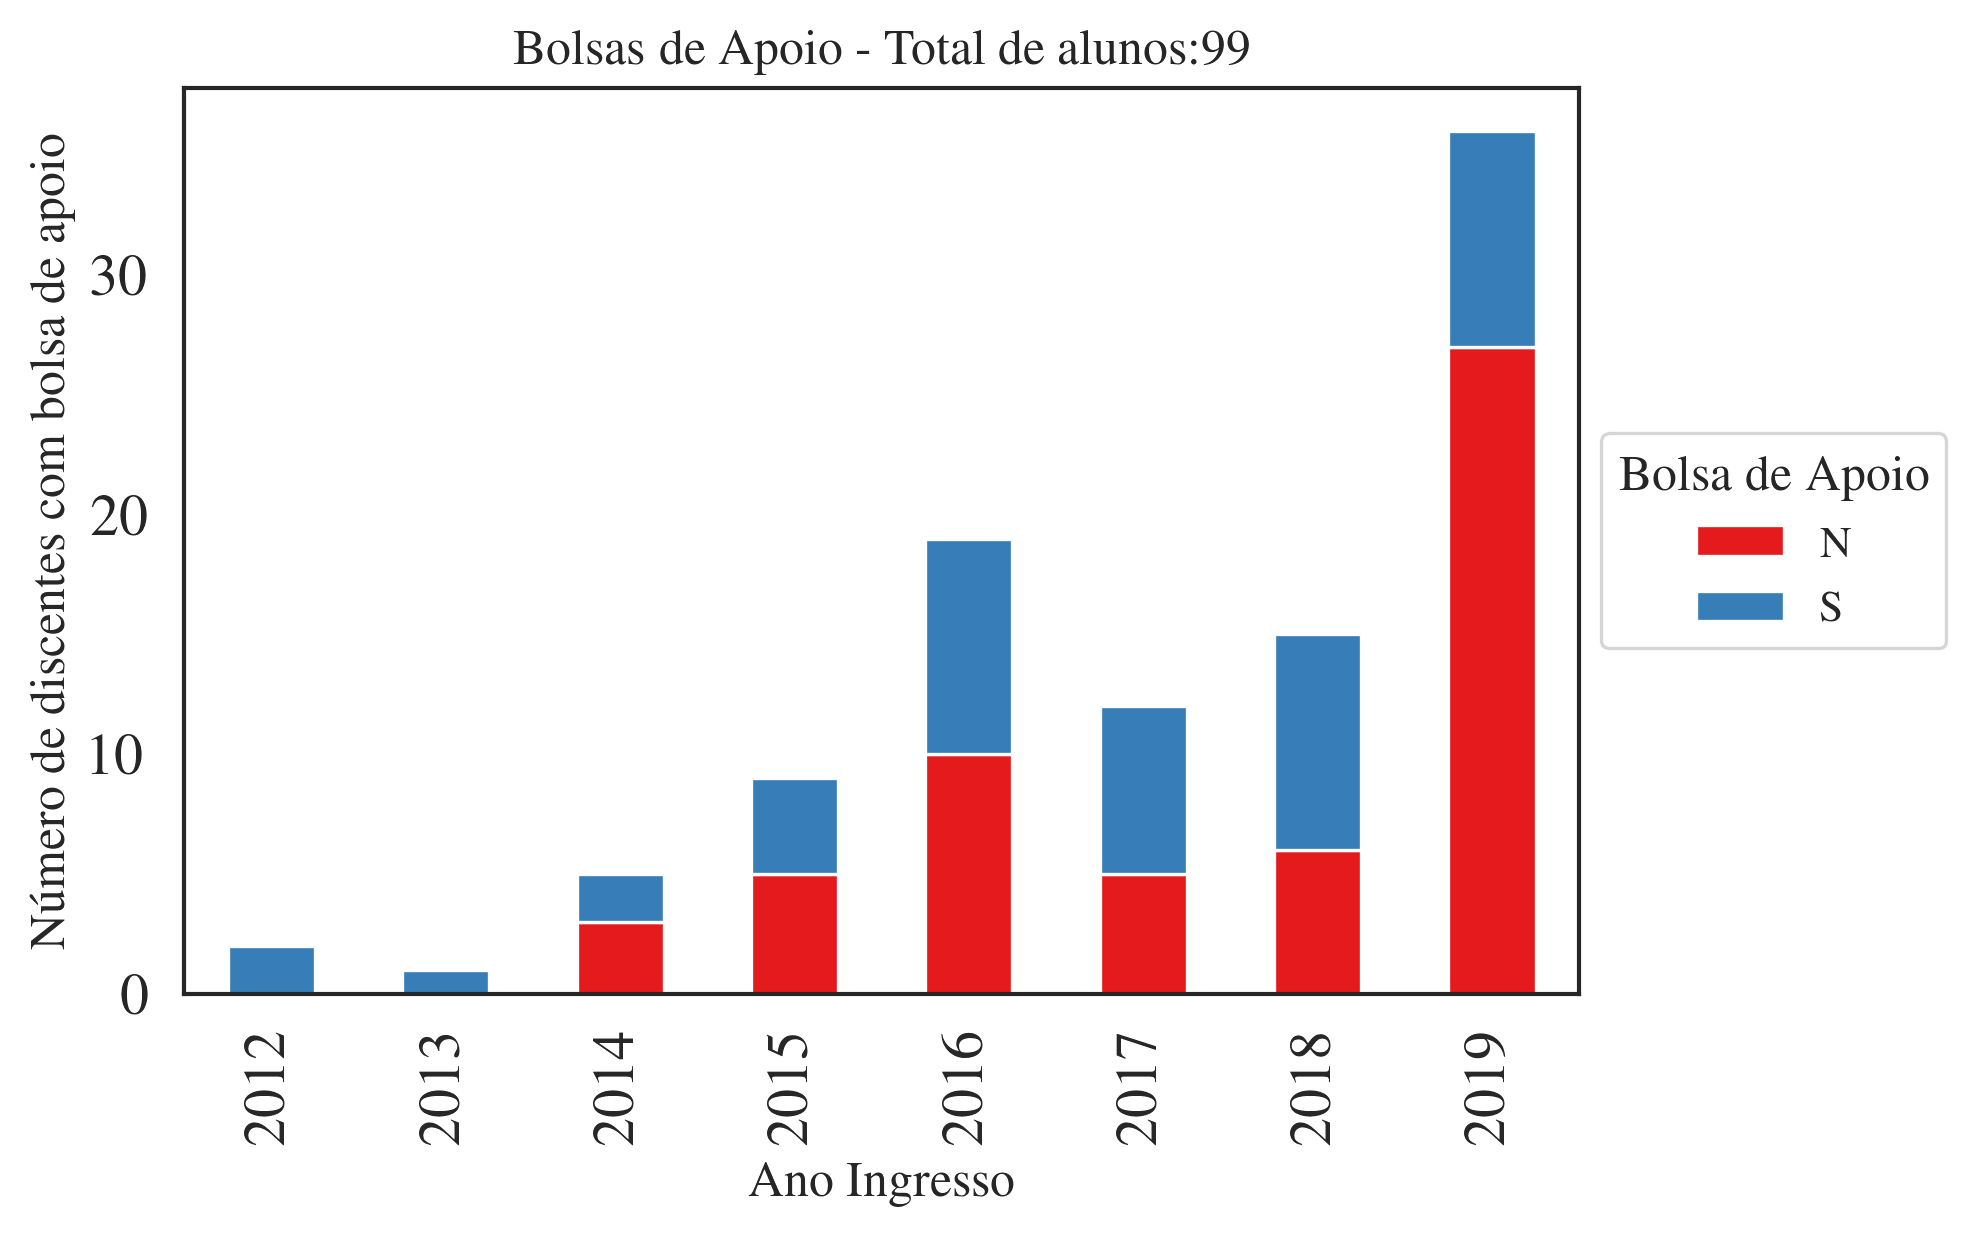 Bolsas de Apoio - Total de alunos:99
Número de discentes com bolsa de apoio
30
20
10
0
2012
2013
2014
2015
2016
2017
2018
2019
Ano Ingresso
Bolsa de Apoio
N
S